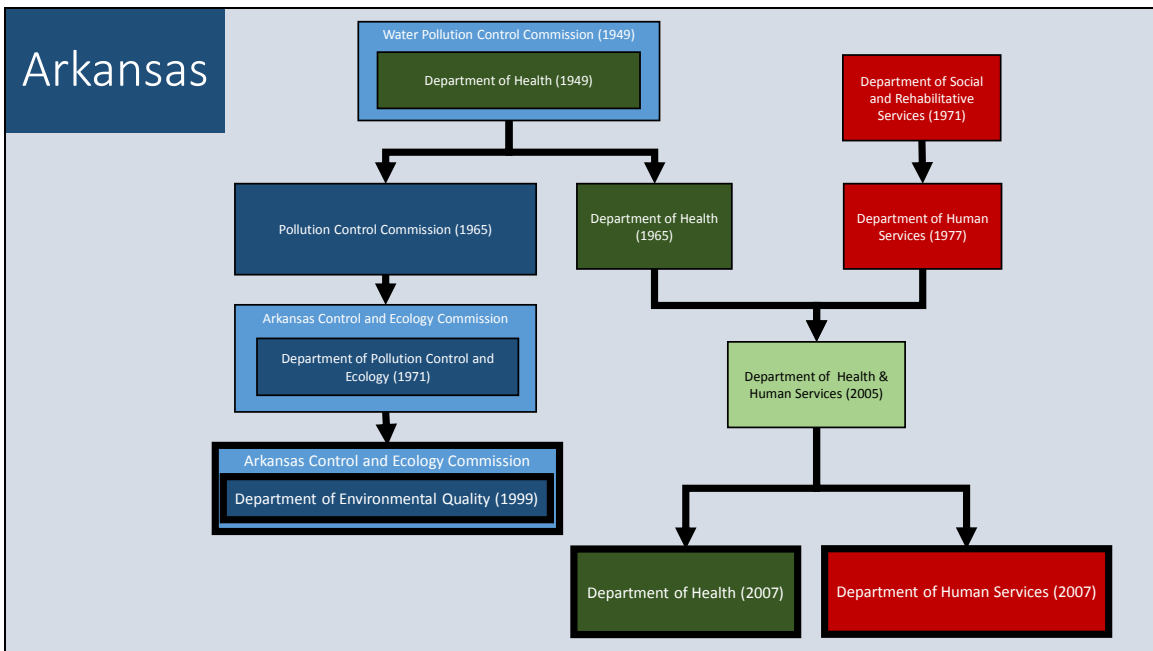 Arkansas
Water Pollution Control Commission (1949)
Department of Health (1949)
Department of Social
and Rehabilitative
Services (1971)
Pollution Control Commission (1965)
Department of Health
(1965)
Department of Human
Services (1977)
Arkansas Control and Ecology Commission
Department of Pollution Control and
Ecology (1971)
Department of Health &
Human Services (2005)
Arkansas Control and Ecology Commission
Department of Environmental Quality (1999)
Department of Health (2007)
Department of Human Services (2007)